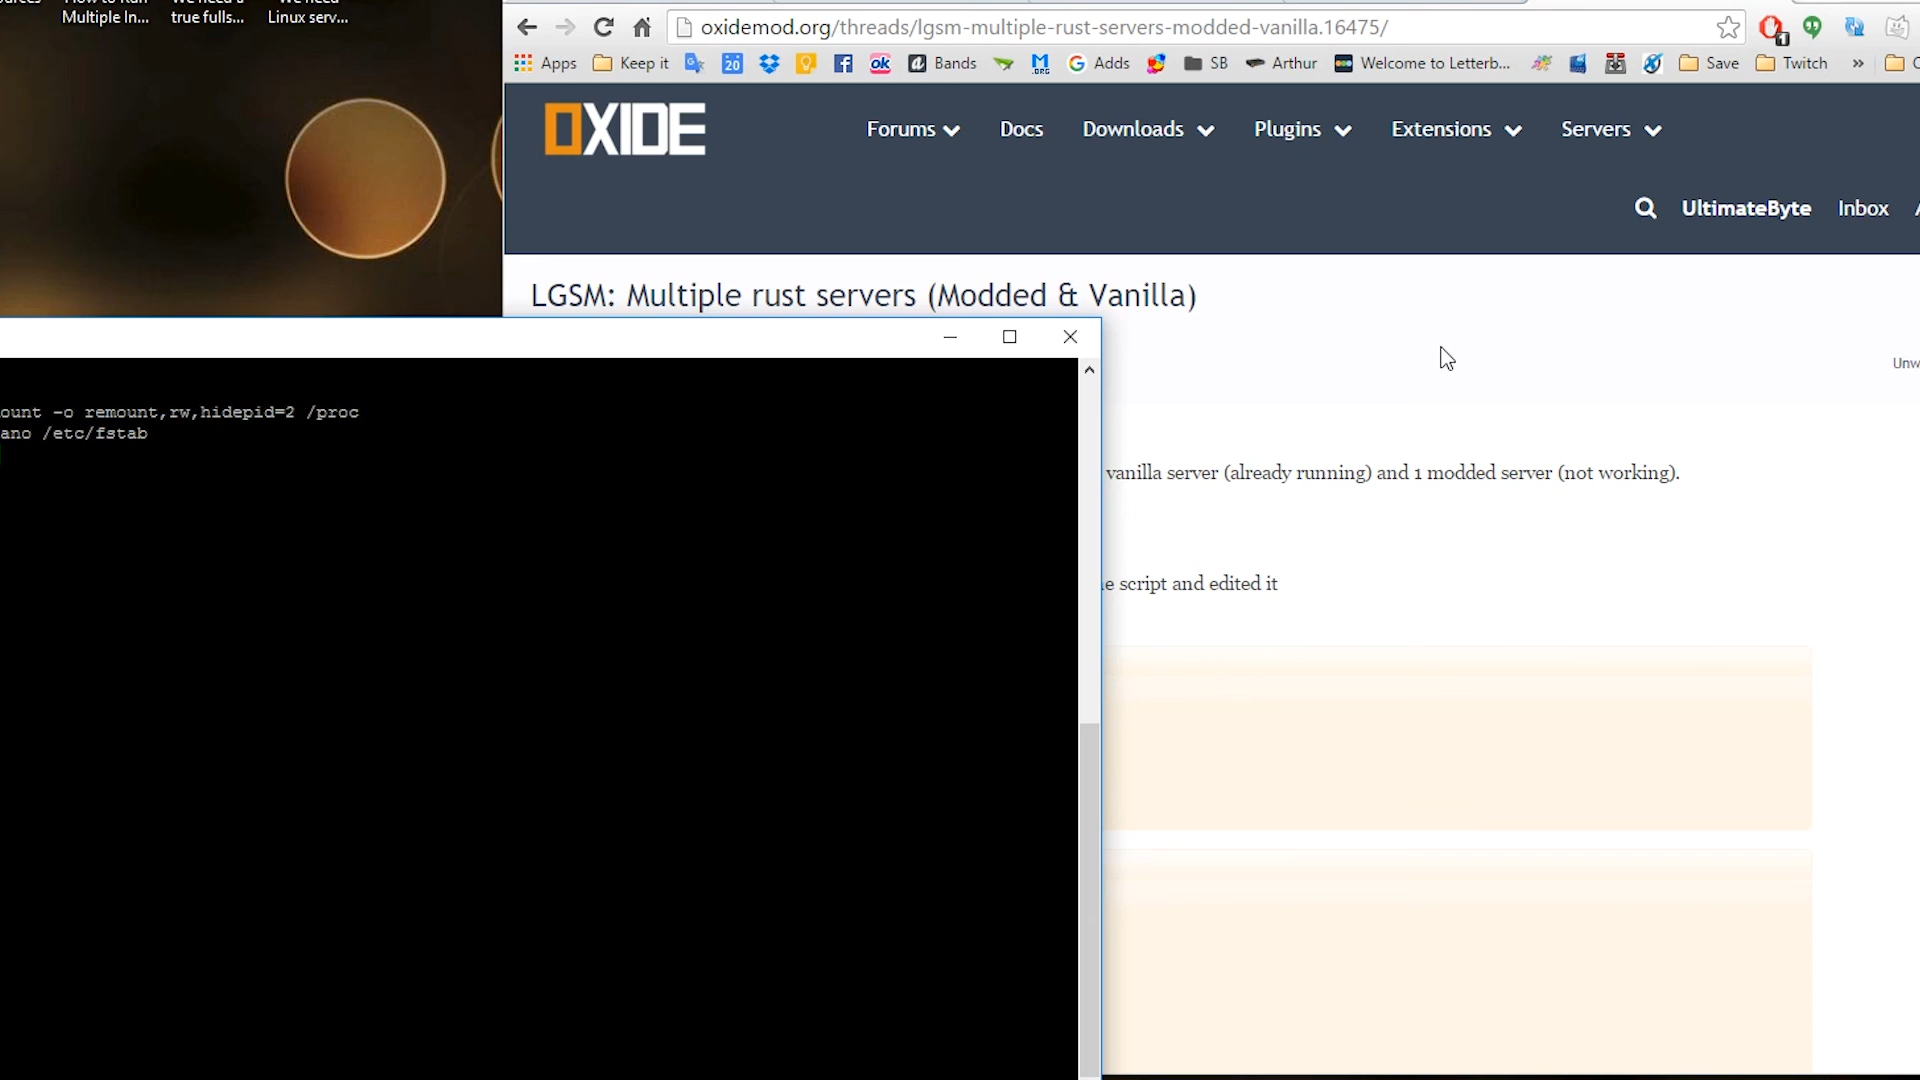 Multiple In... true fulls... Linux serv...
oxidemod.org/threads/lgsm-multiple-rust-servers-modded-vanilla.16475/
Apps Keep it 20 ok a Bands M .ORG G Adds SB Arthur Welcome to Letterb... Save Twitch »
OXIDE
Forums Docs Downloads Plugins Extensions Servers
UltimateByte Inbox
LGSM: Multiple rust servers (Modded & Vanilla)
Unw
ount -o remount,rw,hidepid=2 /proc
ano /etc/fstab
vanilla server (already running) and 1 modded server (not working).
e script and edited it